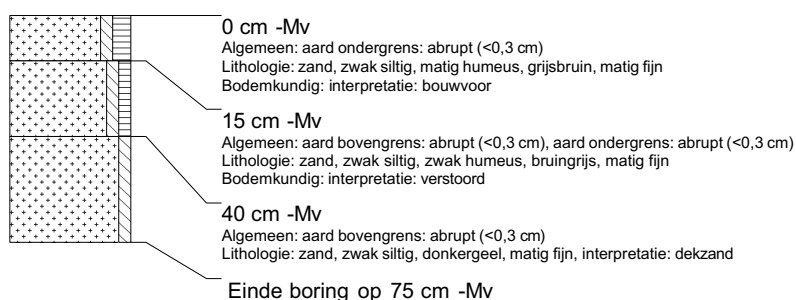 0 cm -Mv
Algemeen: aard ondergrens: abrupt (<0,3 cm)
Lithologie: zand, zwak siltig, matig humeus, grijsbruin, matig fijn
Bodemkundig: interpretatie: bouwvoor
15 cm -Mv
Algemeen: aard bovengrens: abrupt (<0,3 cm), aard ondergrens: abrupt (<0,3 cm)
Lithologie: zand, zwak siltig, zwak humeus, bruingrijs, matig fijn
Bodemkundig: interpretatie: verstoord
40 cm -Mv
Algemeen: aard bovengrens: abrupt (<0,3 cm)
Lithologie: zand, zwak siltig, donkergeel, matig fijn, interpretatie: dekzand
Einde boring op 75 cm -Mv